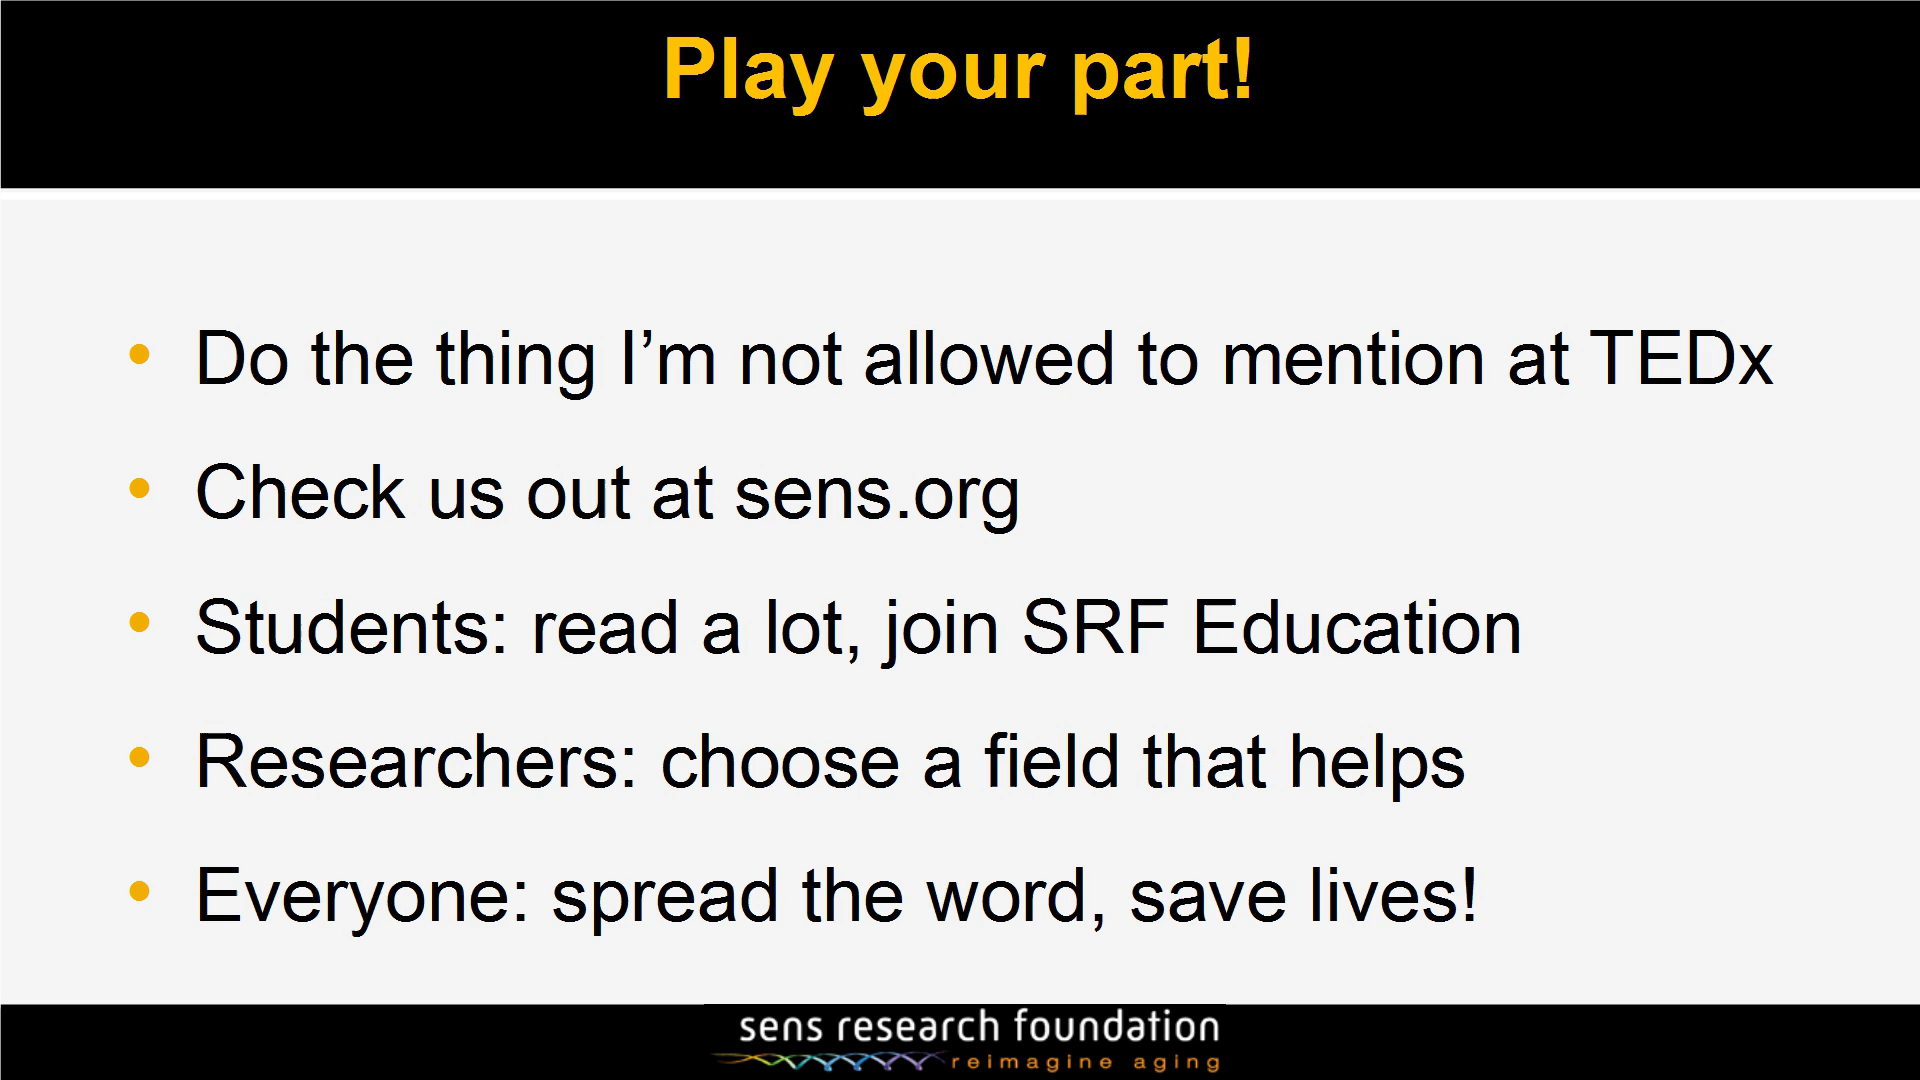 Play your part!
• Do the thing I’m not allowed to mention at TEDx
• Check us out at sens.org
• Students: read a lot, join SRF Education
• Researchers: choose a field that helps
• Everyone: spread the word, save lives!
sens research foundation
reimagine aging